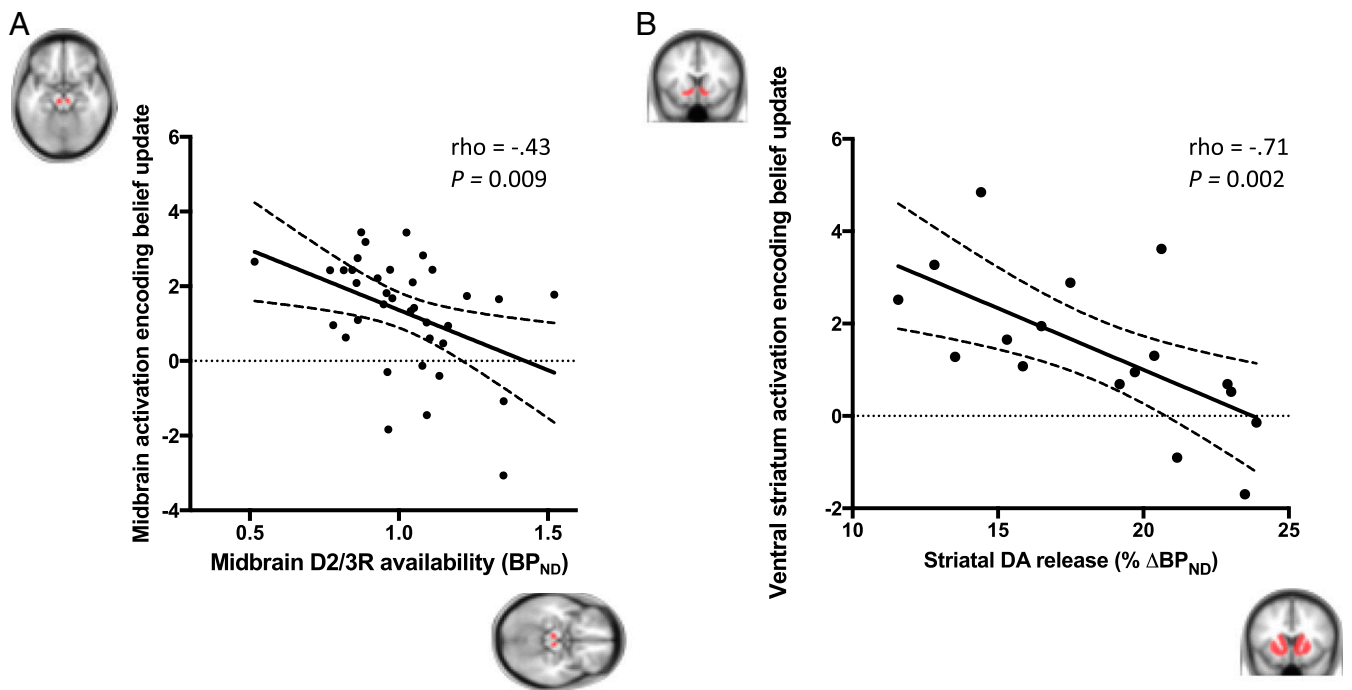 A
Midbrain activation encoding belief update
rho = -.43
P = 0.009
6
4
2
0
-2
-4
0.5
1.0
1.5
Midbrain D2/3R availability (BPND)
B
Ventral striatum activation encoding belief update
rho = -.71
P = 0.002
6
4
2
0
-2
10
15
20
25
Striatal DA release (% ΔBPND)